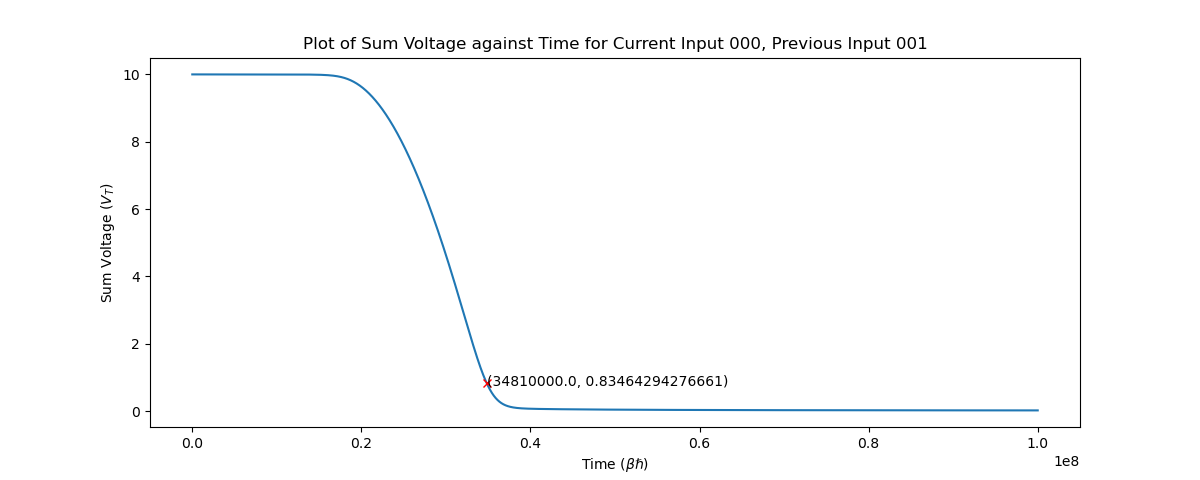 Plot of Sum Voltage against Time for Current Input 000, Previous Input 001
10
8
6
4
2
0
Sum Voltage (V_T)
(34810000.0, 0.83464294276661)
0.0 0.2 0.4 0.6 0.8 1.0
1e8
Time (βℏ)